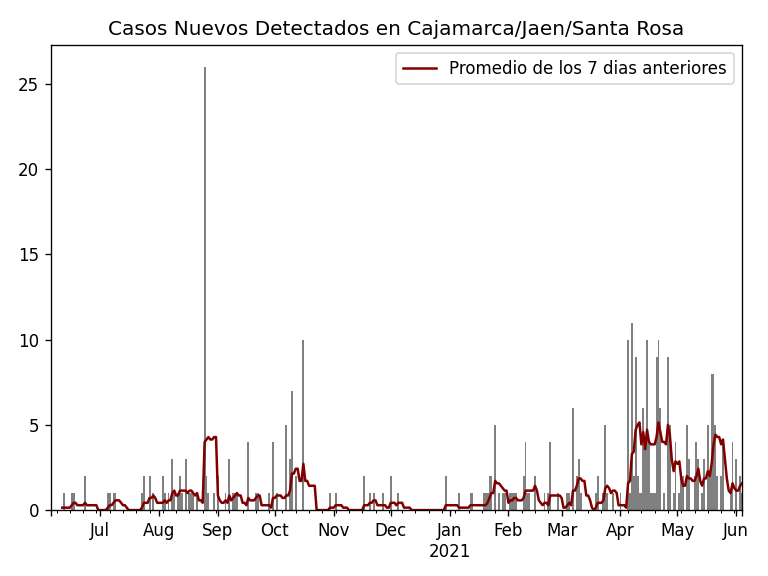 Casos Nuevos Detectados en Cajamarca/Jaen/Santa Rosa
Promedio de los 7 dias anteriores
25
20
15
10
5
0
Jul Aug Sep Oct Nov Dec Jan Feb Mar Apr May Jun
2021